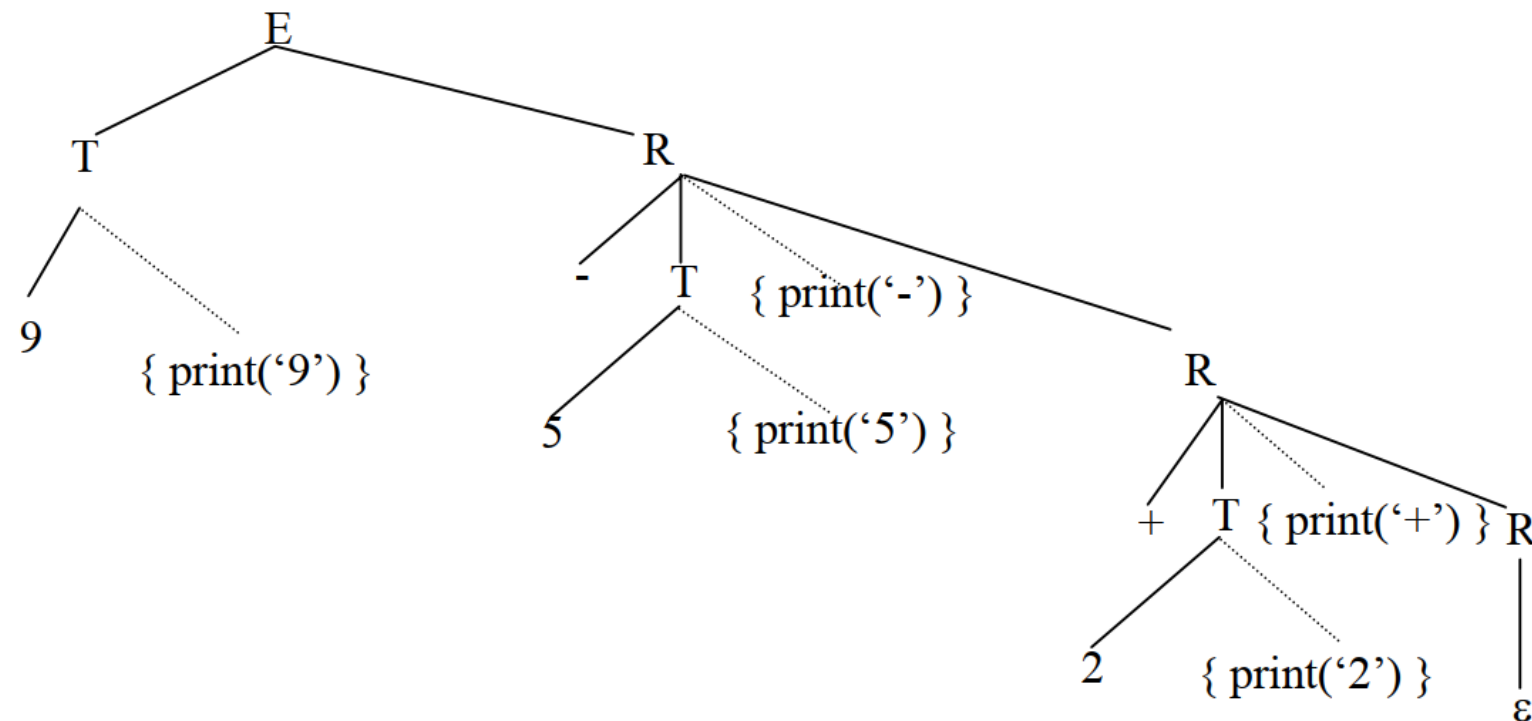 E
T R
- T { print(‘-’) }
9 { print(‘9’) }
R
5 { print(‘5’) }
+ T { print(‘+’) } R
2 { print(‘2’) }
ε